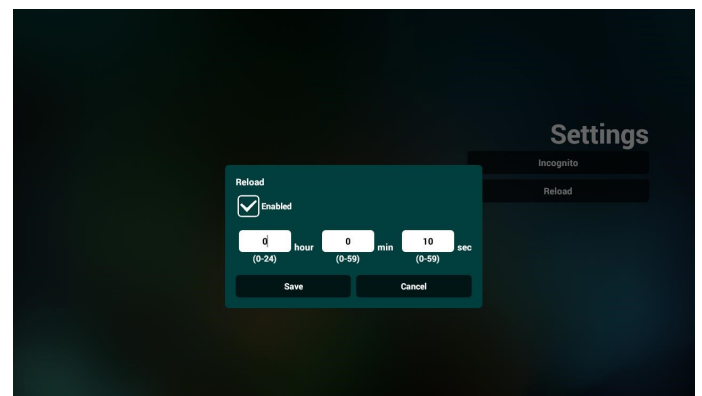 Settings
Incognito
Reload
Reload
Enabled
0 hour 0 min 10 sec
(0-24) (0-59) (0-59)
Save Cancel